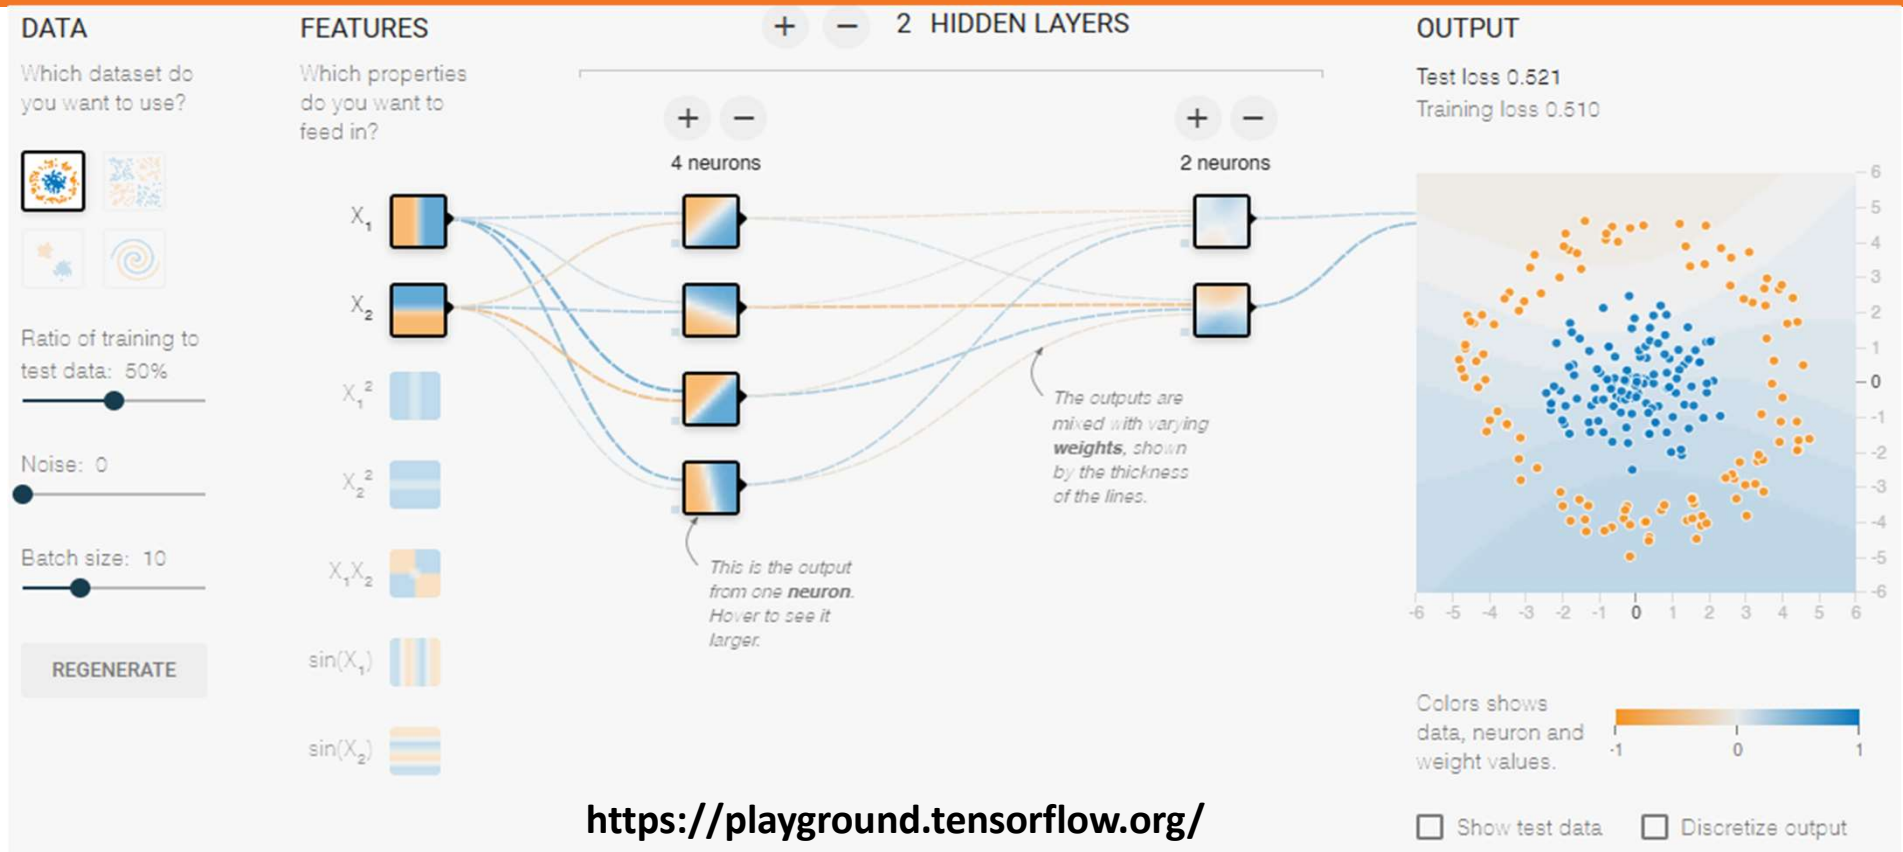 DATA
Which dataset do
you want to use?
Ratio of training to
test data: 50%
Noise: 0
Batch size: 10
REGENERATE
FEATURES
Which properties
do you want to
feed in?
X₁
X₂
X₁²
X₂²
X₁X₂
sin(X₁)
sin(X₂)
+ − 2 HIDDEN LAYERS
+ −
4 neurons
+ −
2 neurons
This is the output
from one neuron.
Hover to see it
larger.
The outputs are
mixed with varying
weights, shown
by the thickness
of the lines.
OUTPUT
Test loss 0.521
Training loss 0.510
6
5
4
3
2
1
0
-1
-2
-3
-4
-5
-6
-6 -5 -4 -3 -2 -1 0 1 2 3 4 5 6
Colors shows
data, neuron and
weight values.
-1 0 1
Show test data Discretize output
https://playground.tensorflow.org/